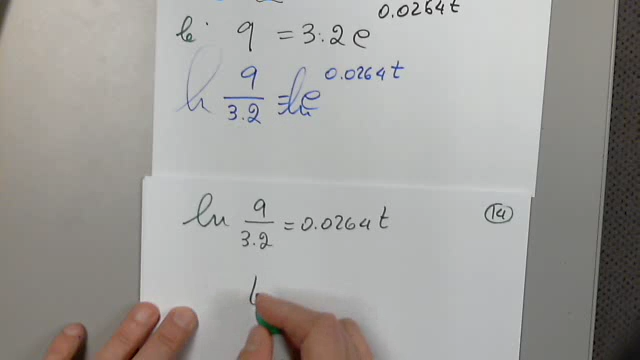 0.0264t
b. 9 = 3.2e
ln 9/3.2 = ln e^0.0264t
ln 9/3.2 = 0.0264t
14